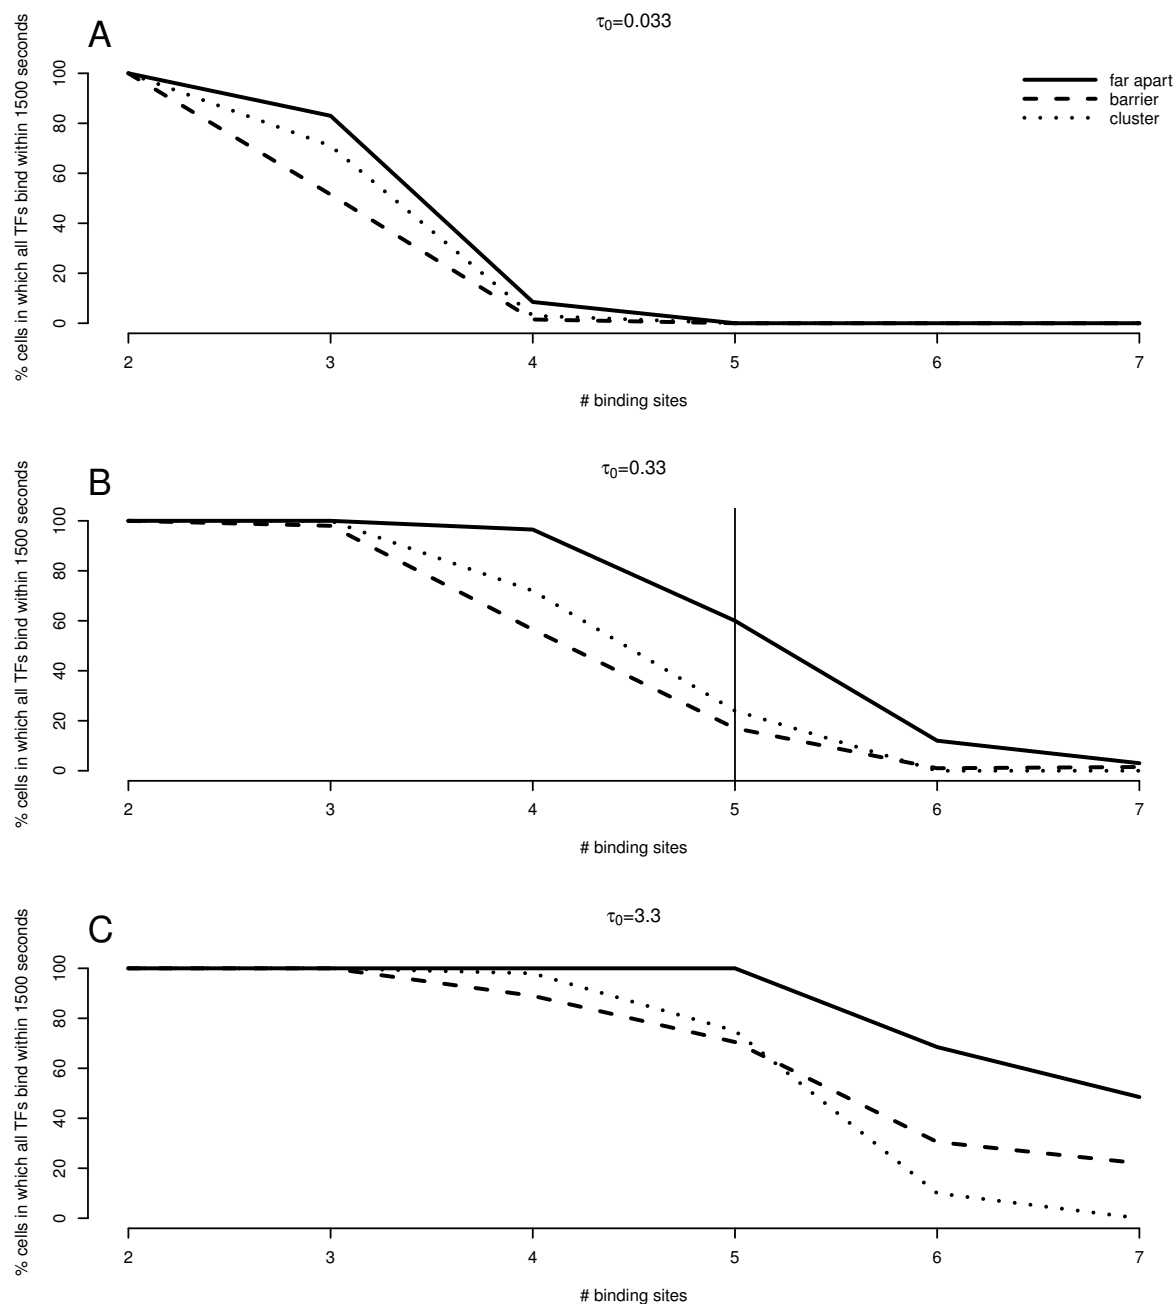 A
τ0=0.033
% cells in which all TFs bind within 1500 seconds
100
80
60
40
20
0
far apart
barrier
cluster
2 3 4 5 6 7
# binding sites
B
τ0=0.33
% cells in which all TFs bind within 1500 seconds
100
80
60
40
20
0
2 3 4 5 6 7
# binding sites
C
τ0=3.3
% cells in which all TFs bind within 1500 seconds
100
80
60
40
20
0
2 3 4 5 6 7
# binding sites